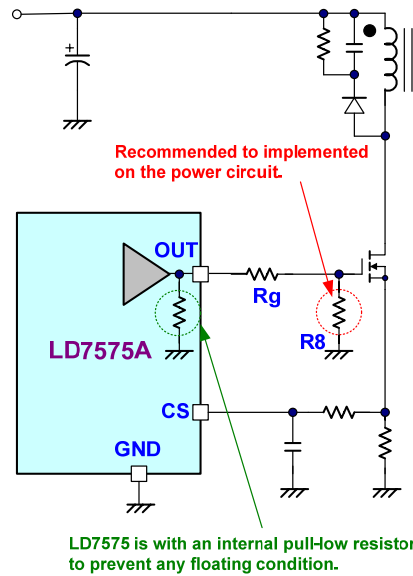 +
Recommended to implemented
on the power circuit.
OUT
Rg
R8
LD7575A
CS
GND
LD7575 is with an internal pull-low resistor
to prevent any floating condition.